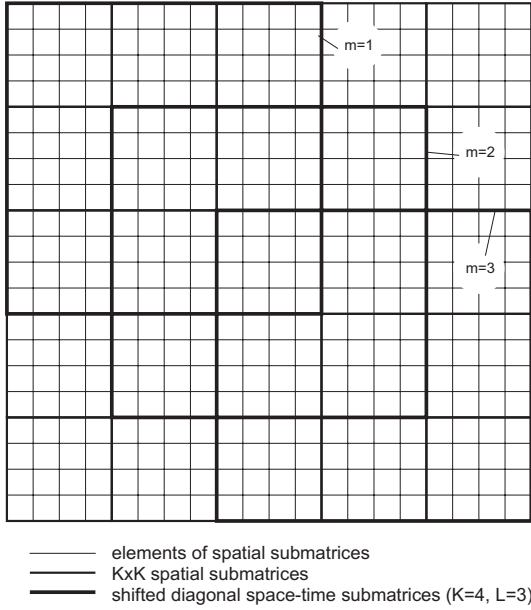 m=1
m=2
m=3
elements of spatial submatrices
KxK spatial submatrices
shifted diagonal space-time submatrices (K=4, L=3)